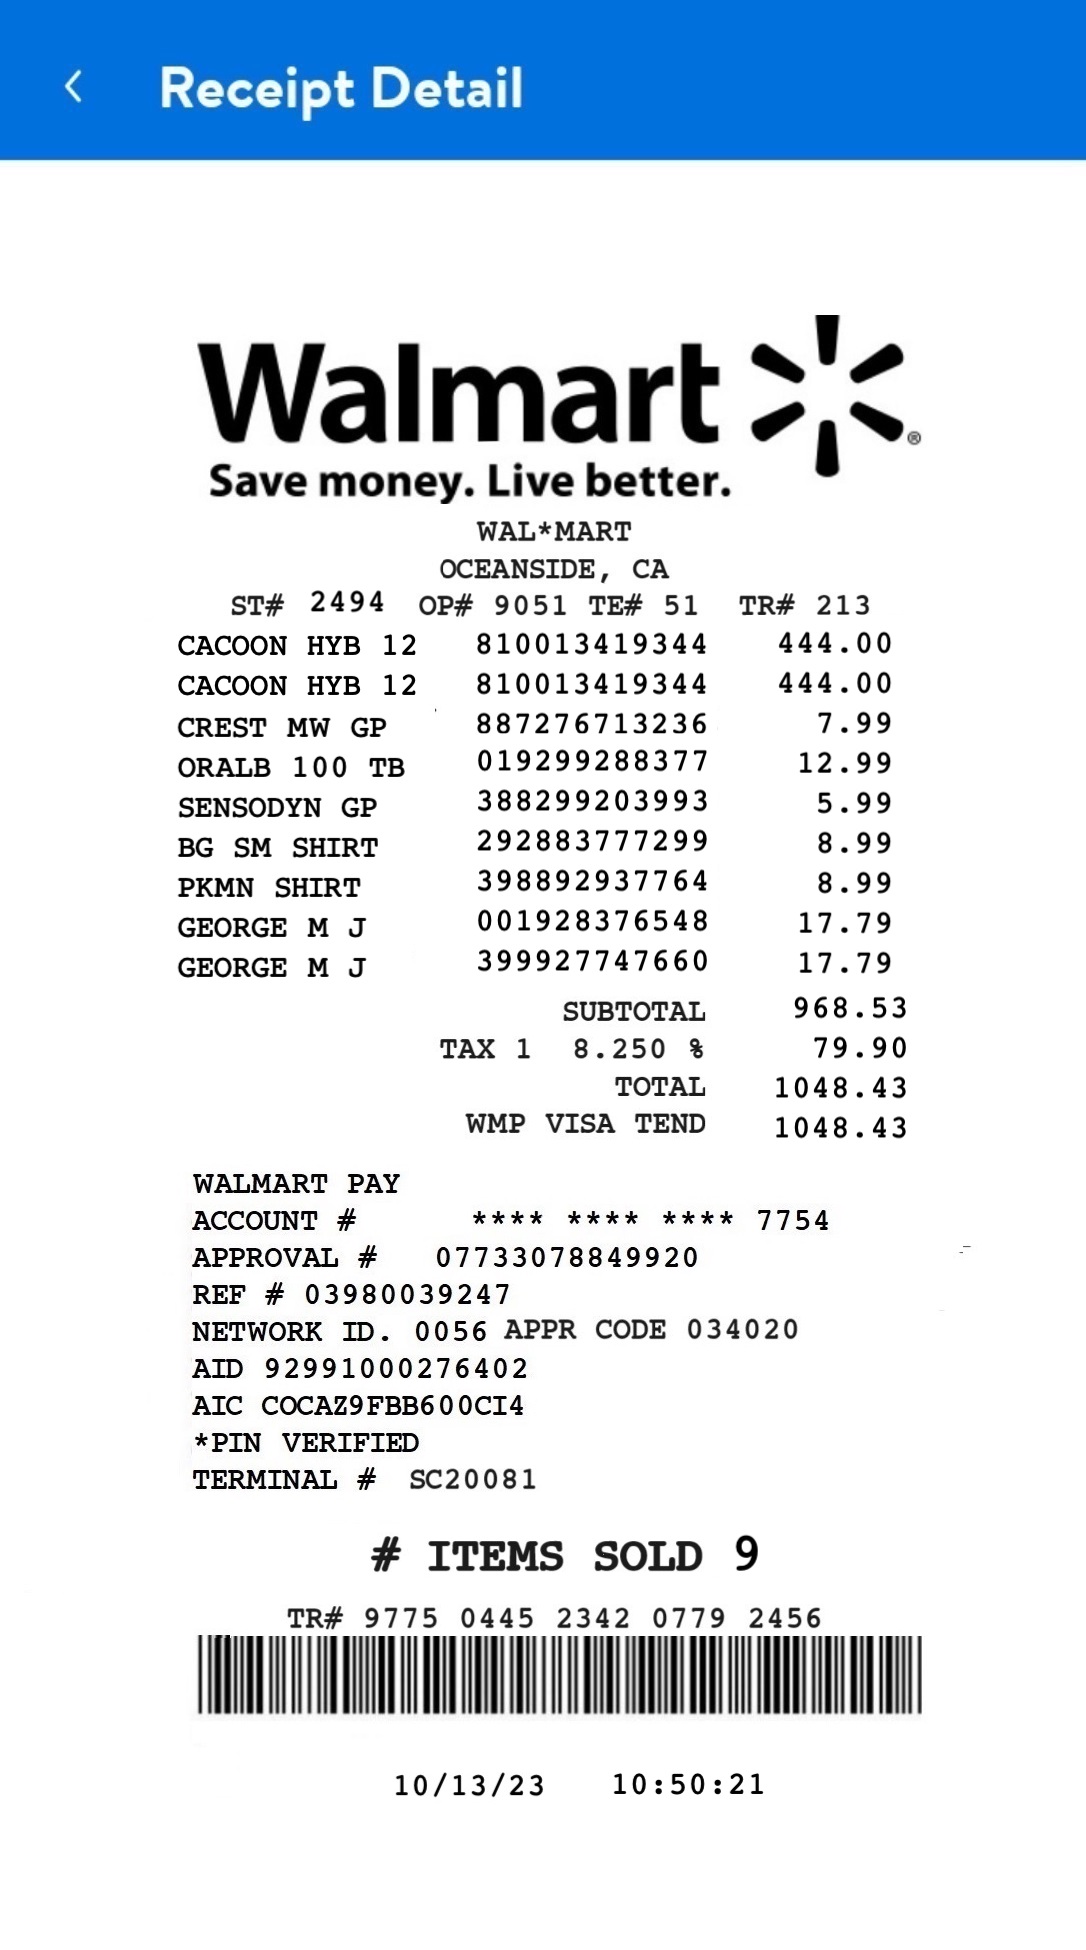 Receipt Detail
Walmart ®
Save money. Live better.
WAL*MART
OCEANSIDE, CA
ST# 2494 OP# 9051 TE# 51 TR# 213
CACOON HYB 12 810013419344 444.00
CACOON HYB 12 810013419344 444.00
CREST MW GP 887276713236 7.99
ORALB 100 TB 019299288377 12.99
SENSODYN GP 388299203993 5.99
BG SM SHIRT 292883777299 8.99
PKMN SHIRT 398892937764 8.99
GEORGE M J 001928376548 17.79
GEORGE M J 399927747660 17.79
SUBTOTAL 968.53
TAX 1 8.250 % 79.90
TOTAL 1048.43
WMP VISA TEND 1048.43
WALMART PAY
ACCOUNT # **** **** **** 7754
APPROVAL # 07733078849920
REF # 03980039247
NETWORK ID. 0056 APPR CODE 034020
AID 92991000276402
AIC COCAZ9FBB600CI4
*PIN VERIFIED
TERMINAL # SC20081
# ITEMS SOLD 9
TR# 9775 0445 2342 0779 2456
10/13/23 10:50:21